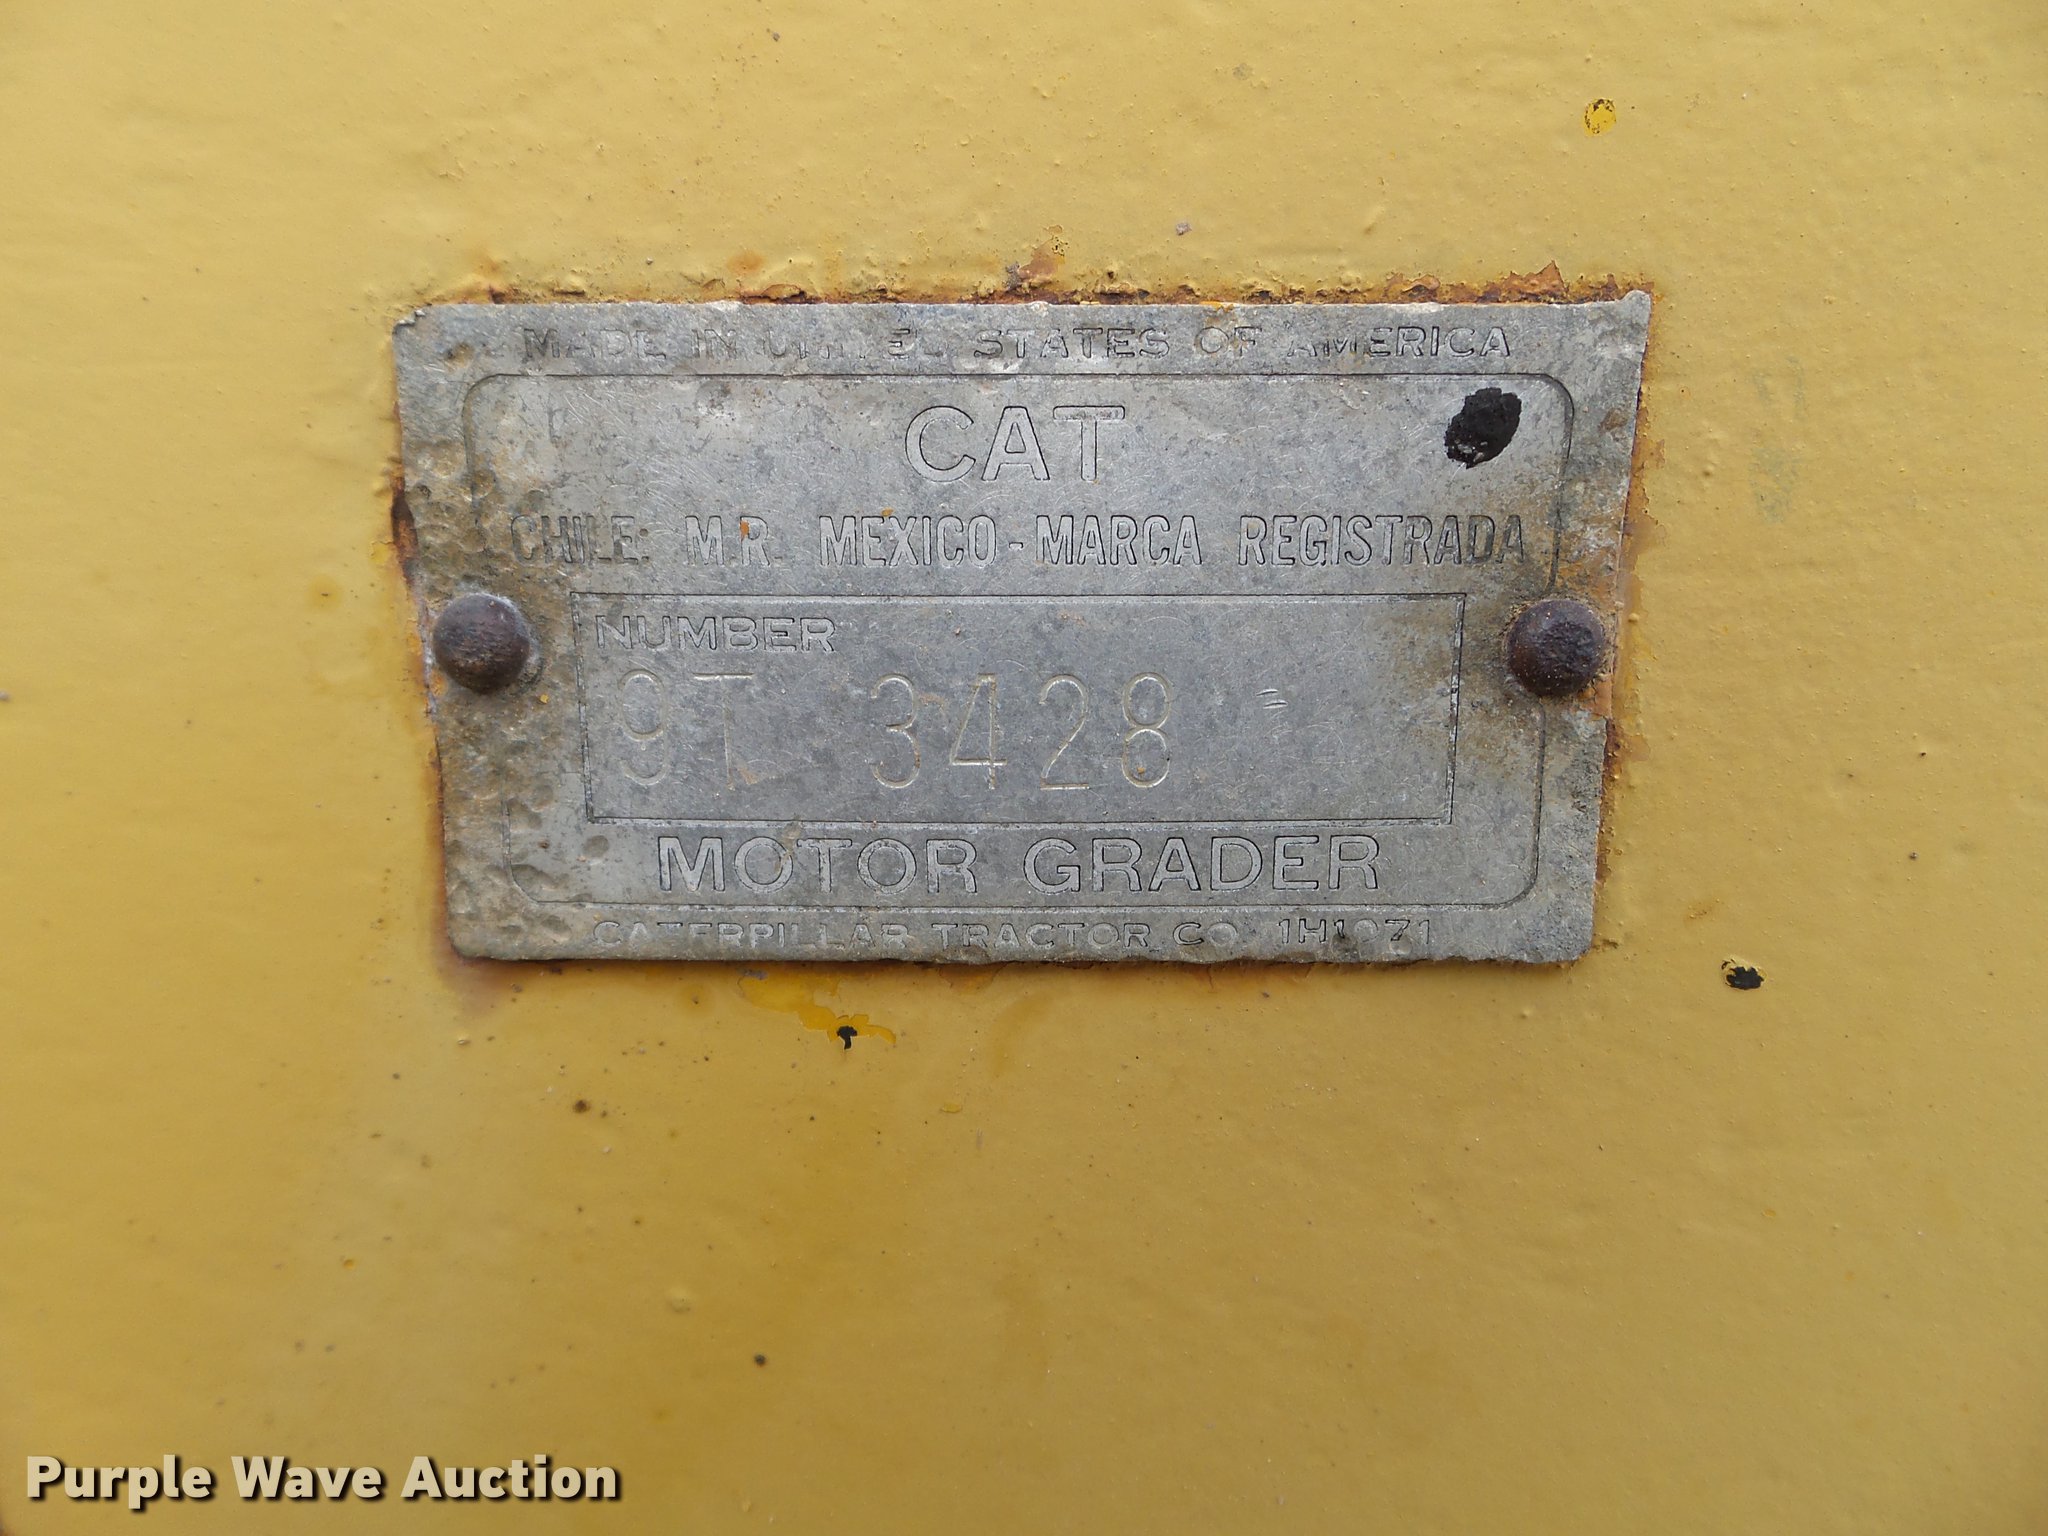 MADE IN UNITED STATES OF AMERICA
CAT
CHILE: M.R. MEXICO-MARCA REGISTRADA
NUMBER
9T 3428
MOTOR GRADER
CATERPILLAR TRACTOR CO. 1H1071
Purple Wave Auction